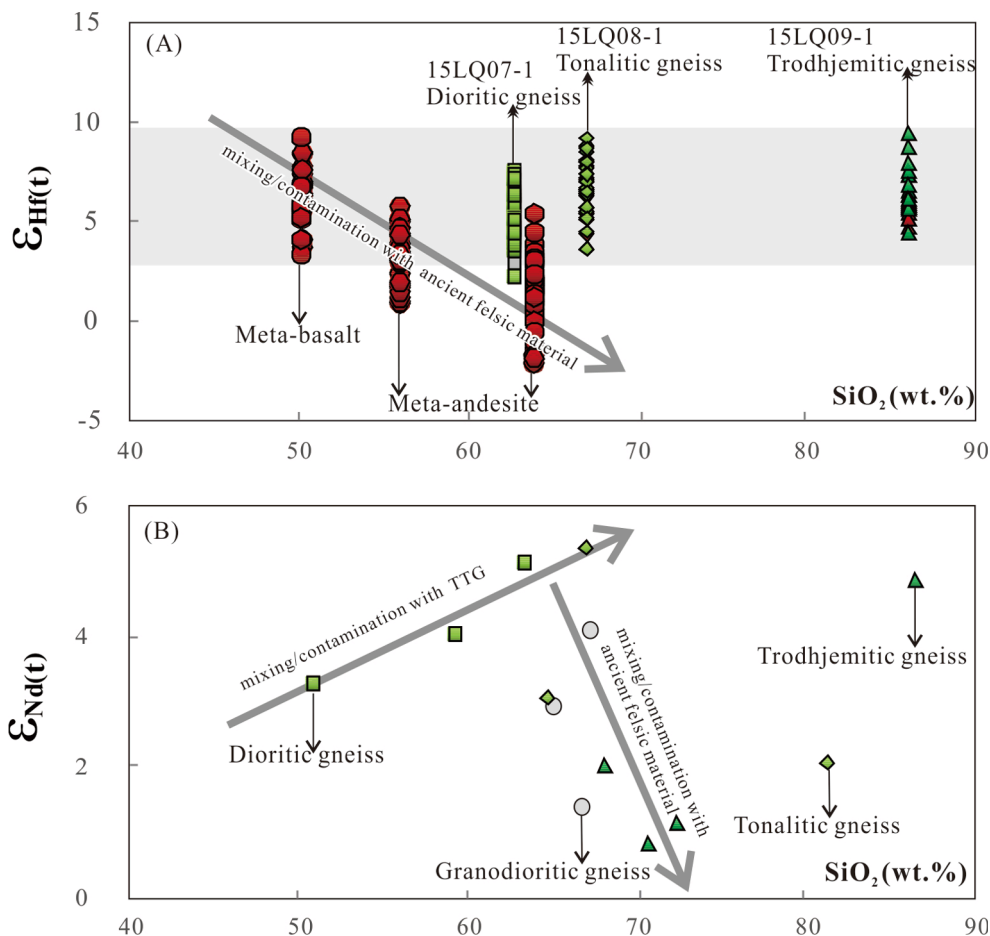 (A)
15
10
5
0
-5
εHf(t)
15LQ07-1
Dioritic gneiss
15LQ08-1
Tonalitic gneiss
15LQ09-1
Trodhjemitic gneiss
mixing/contamination with ancient felsic material
Meta-basalt
Meta-andesite
SiO₂(wt.%)
40 50 60 70 80 90
(B)
6
4
2
0
εNd(t)
mixing/contamination with TTG
mixing/contamination with
ancient felsic material
Dioritic gneiss
Trodhjemitic gneiss
Tonalitic gneiss
Granodioritic gneiss
SiO₂(wt.%)
40 50 60 70 80 90